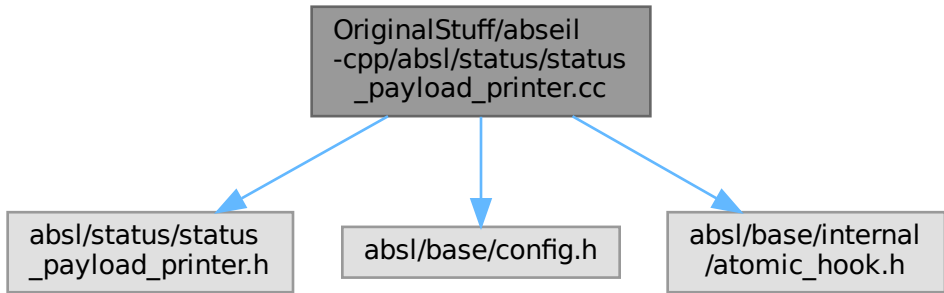 OriginalStuff/abseil
-cpp/absl/status/status
_payload_printer.cc
absl/status/status
_payload_printer.h
absl/base/config.h
absl/base/internal
/atomic_hook.h